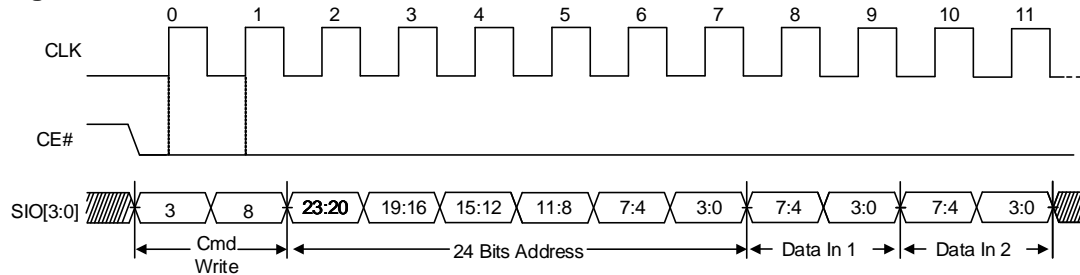 0 1 2 3 4 5 6 7 8 9 10 11
CLK
CE#
SIO[3:0] 3 8 23:20 19:16 15:12 11:8 7:4 3:0 7:4 3:0 7:4 3:0
Cmd 24 Bits Address Data In 1 Data In 2
Write